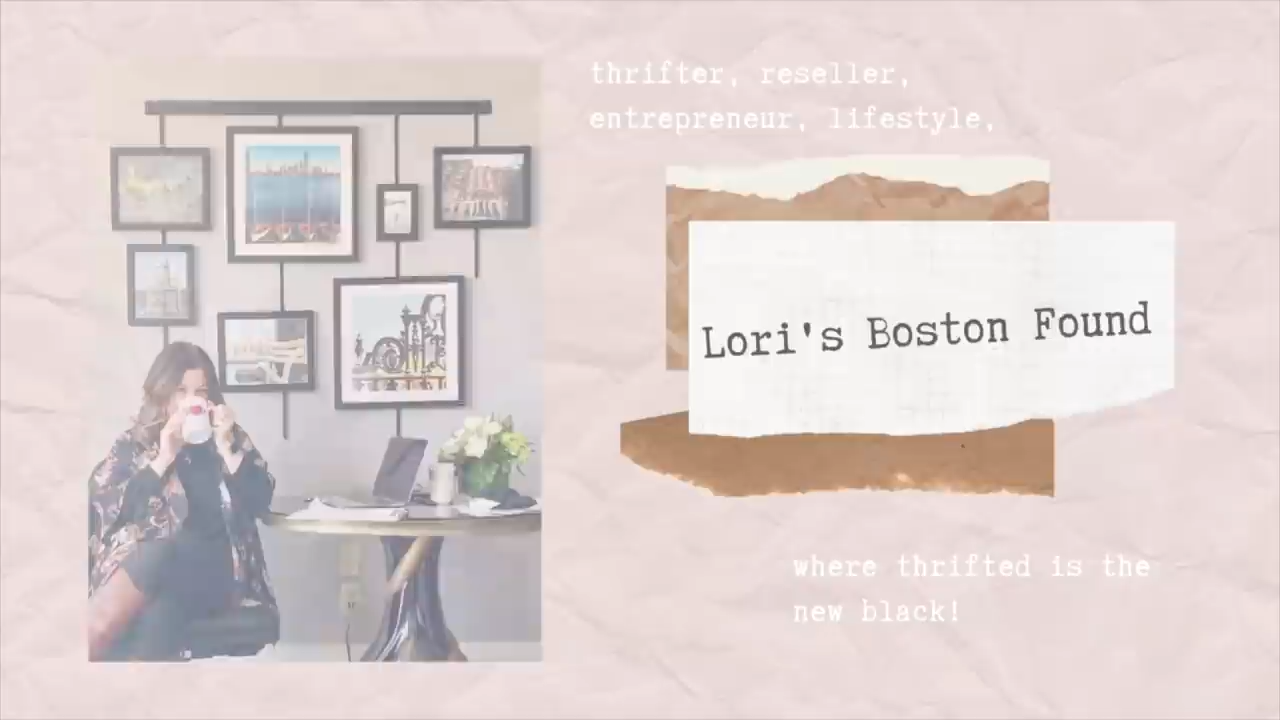 thrifter, reseller,
entrepreneur, lifestyle,
Lori's Boston Found
where thrifted is the
new black!